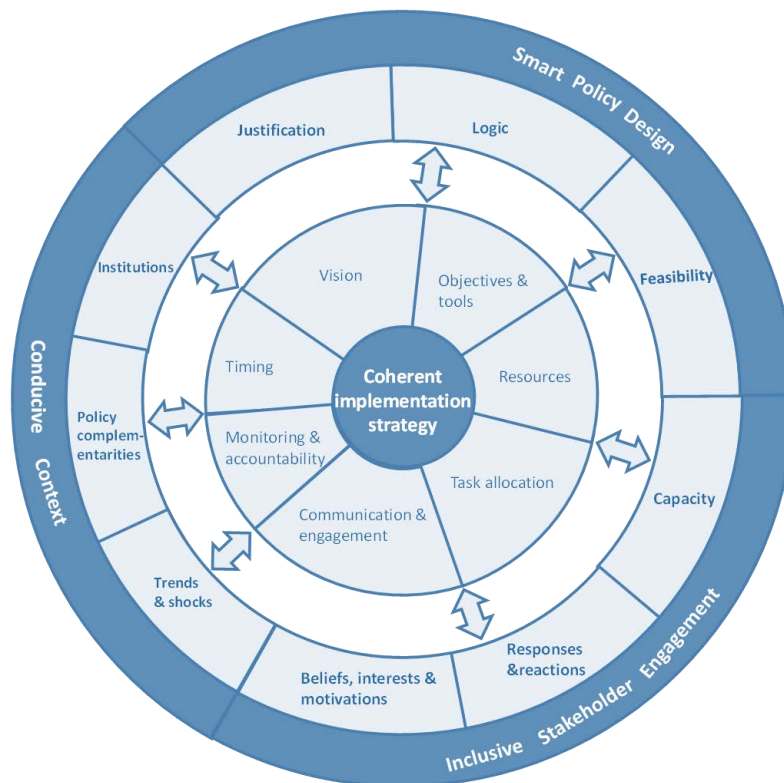 Smart Policy Design
Justification
Logic
Institutions
Feasibility
Vision
Objectives &
tools
Timing
Resources
Coherent
implementation
strategy
Conducive Context
Policy
complem-
entarities
Monitoring &
accountability
Task allocation
Capacity
Communication &
engagement
Trends
& shocks
Beliefs, interests &
motivations
Responses
&reactions
Inclusive Stakeholder Engagement